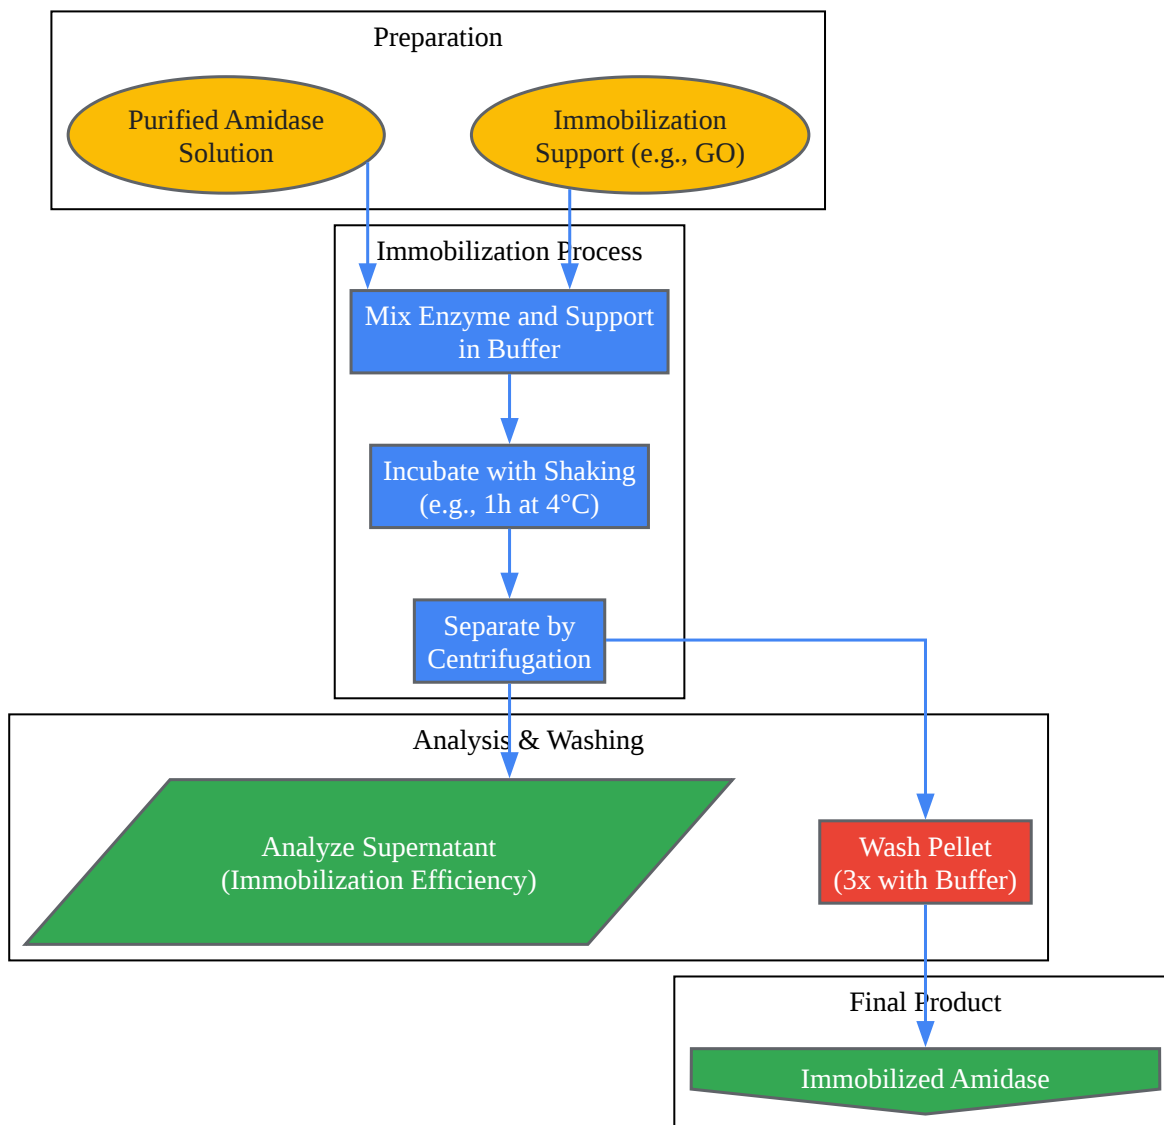 Preparation
Purified Amidase
Solution
Immobilization
Support (e.g., GO)
Immobilization Process
Mix Enzyme and Support
in Buffer
Incubate with Shaking
(e.g., 1h at 4°C)
Separate by
Centrifugation
Analysis & Washing
Analyze Supernatant
(Immobilization Efficiency)
Wash Pellet
(3x with Buffer)
Final Product
Immobilized Amidase